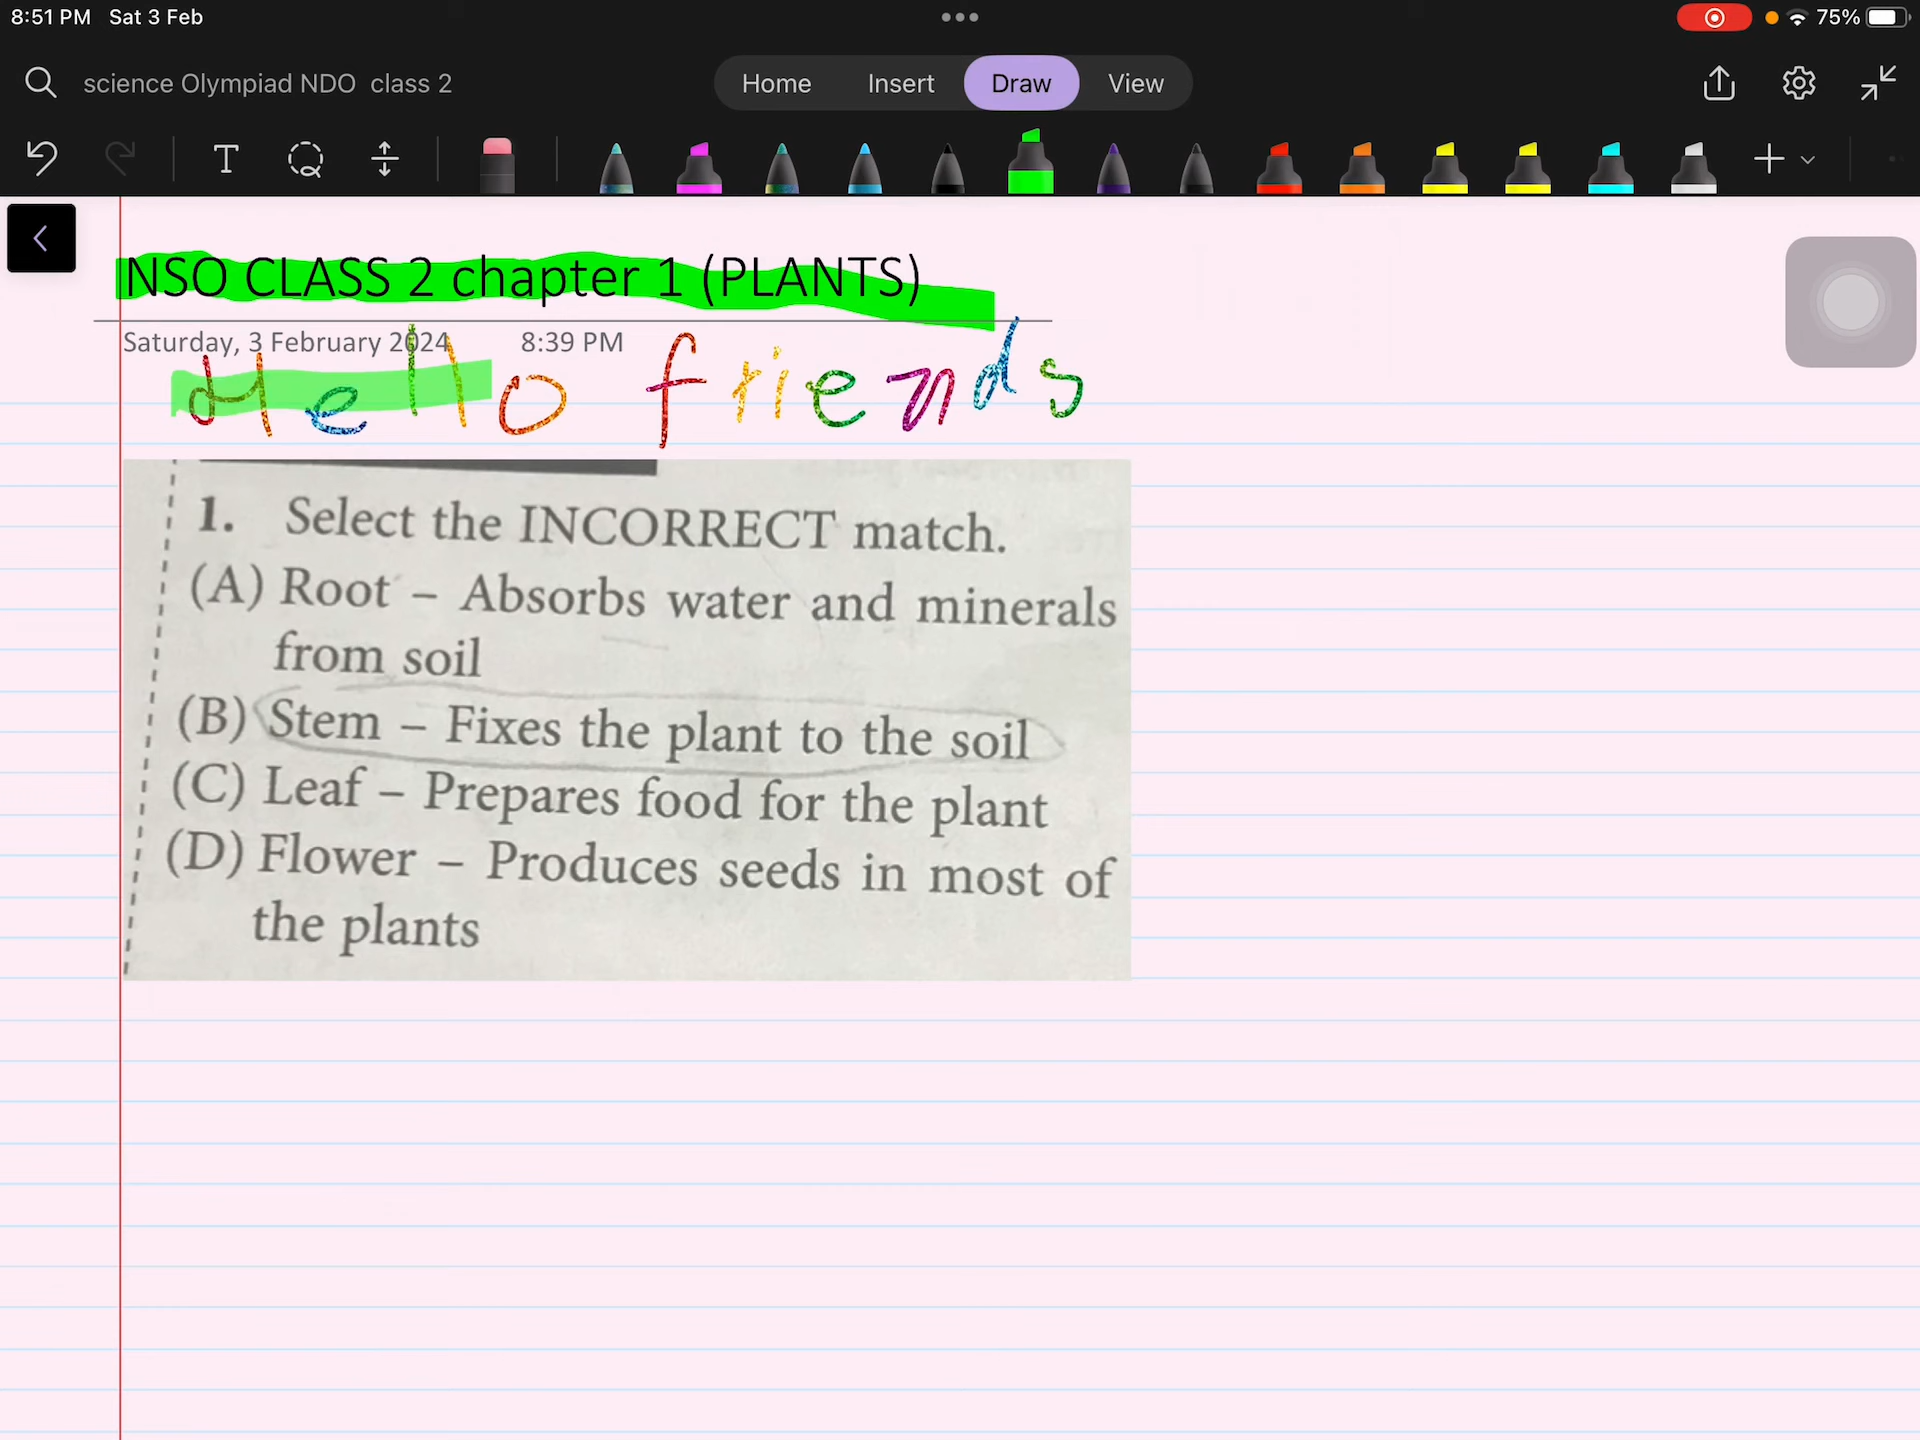 8:51 PM Sat 3 Feb
75%
science Olympiad NDO class 2
Home Insert Draw View
T
NSO CLASS 2 chapter 1 (PLANTS)
Saturday, 3 February 2024 8:39 PM
Hello friends
1. Select the INCORRECT match.
(A) Root – Absorbs water and minerals
from soil
(B) Stem – Fixes the plant to the soil
(C) Leaf – Prepares food for the plant
(D) Flower – Produces seeds in most of
the plants